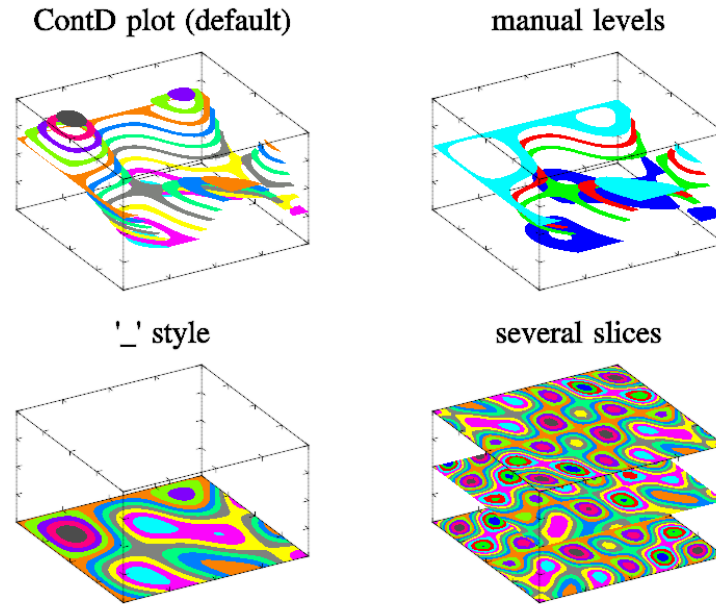 ContD plot (default)
manual levels
'_' style
several slices